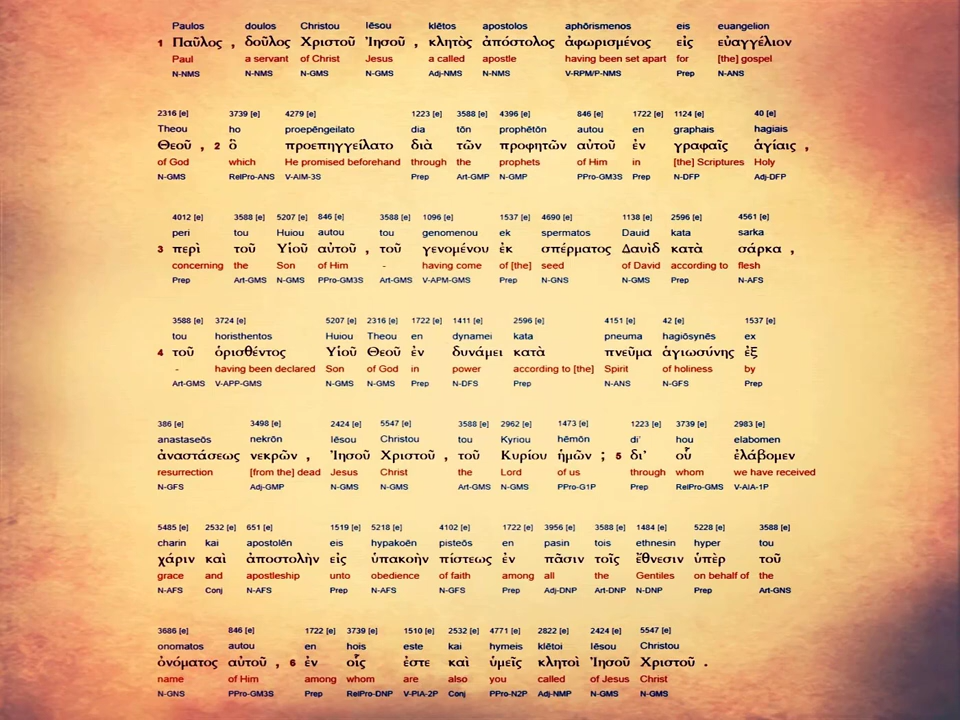 Paulos doulos Christou Iēsou klētos apostolos aphōrismenos eis euangelion
1 Παῦλος , δοῦλος Χριστοῦ Ἰησοῦ , κλητὸς ἀπόστολος ἀφωρισμένος εἰς εὐαγγέλιον
Paul a servant of Christ Jesus a called apostle having been set apart for [the] gospel
N-NMS N-NMS N-GMS N-GMS Adj-NMS N-NMS V-RPM/P-NMS Prep N-ANS
2316 [e] 3739 [e] 4279 [e] 1223 [e] 3588 [e] 4396 [e] 846 [e] 1722 [e] 1124 [e] 40 [e]
Theou ho proepēngeilato dia tōn prophētōn autou en graphais hagiais
Θεοῦ , 2 ὃ προεπηγγείλατο διὰ τῶν προφητῶν αὐτοῦ ἐν γραφαῖς ἁγίαις ,
of God which He promised beforehand through the prophets of Him in [the] Scriptures Holy
N-GMS RelPro-ANS V-AIM-3S Prep Art-GMP N-GMP PPro-GM3S Prep N-DFP Adj-DFP
4012 [e] 3588 [e] 5207 [e] 846 [e] 3588 [e] 1096 [e] 1537 [e] 4690 [e] 1138 [e] 2596 [e] 4561 [e]
peri tou Huiou autou tou genomenou ek spermatos Dauid kata sarka
3 περὶ τοῦ Υἱοῦ αὐτοῦ , τοῦ γενομένου ἐκ σπέρματος Δαυὶδ κατὰ σάρκα ,
concerning the Son of Him - having come of [the] seed of David according to flesh
Prep Art-GMS N-GMS PPro-GM3S Art-GMS V-APM-GMS Prep N-GNS N-GMS Prep N-AFS
3588 [e] 3724 [e] 5207 [e] 2316 [e] 1722 [e] 1411 [e] 2596 [e] 4151 [e] 42 [e] 1537 [e]
tou horisthentos Huiou Theou en dynamei kata pneuma hagiōsynēs ex
4 τοῦ ὁρισθέντος Υἱοῦ Θεοῦ ἐν δυνάμει κατὰ πνεῦμα ἁγιωσύνης ἐξ
- having been declared Son of God in power according to [the] Spirit of holiness by
Art-GMS V-APP-GMS N-GMS N-GMS Prep N-DFS Prep N-ANS N-GFS Prep
386 [e] 3498 [e] 2424 [e] 5547 [e] 3588 [e] 2962 [e] 1473 [e] 1223 [e] 3739 [e] 2983 [e]
anastaseōs nekrōn Iēsou Christou tou Kyriou hēmōn di’ hou elabomen
ἀναστάσεως νεκρῶν , Ἰησοῦ Χριστοῦ , τοῦ Κυρίου ἡμῶν ; 5 δι’ οὗ ἐλάβομεν
resurrection [from the] dead Jesus Christ the Lord of us through whom we have received
N-GFS Adj-GMP N-GMS N-GMS Art-GMS N-GMS PPro-G1P Prep RelPro-GMS V-AIA-1P
5485 [e] 2532 [e] 651 [e] 1519 [e] 5218 [e] 4102 [e] 1722 [e] 3956 [e] 3588 [e] 1484 [e] 5228 [e] 3588 [e]
charin kai apostolēn eis hypakoēn pisteōs en pasin tois ethnesin hyper tou
χάριν καὶ ἀποστολὴν εἰς ὑπακοὴν πίστεως ἐν πᾶσιν τοῖς ἔθνεσιν ὑπὲρ τοῦ
grace and apostleship unto obedience of faith among all the Gentiles on behalf of the
N-AFS Conj N-AFS Prep N-AFS N-GFS Prep Adj-DNP Art-DNP N-DNP Prep Art-GNS
3686 [e] 846 [e] 1722 [e] 3739 [e] 1510 [e] 2532 [e] 4771 [e] 2822 [e] 2424 [e] 5547 [e]
onomatos autou en hois este kai hymeis klētoi Iēsou Christou
ὀνόματος αὐτοῦ , 6 ἐν οἷς ἐστε καὶ ὑμεῖς κλητοὶ Ἰησοῦ Χριστοῦ .
name of Him among whom are also you called of Jesus Christ
N-GNS PPro-GM3S Prep RelPro-DNP V-PIA-2P Conj PPro-N2P Adj-NMP N-GMS N-GMS